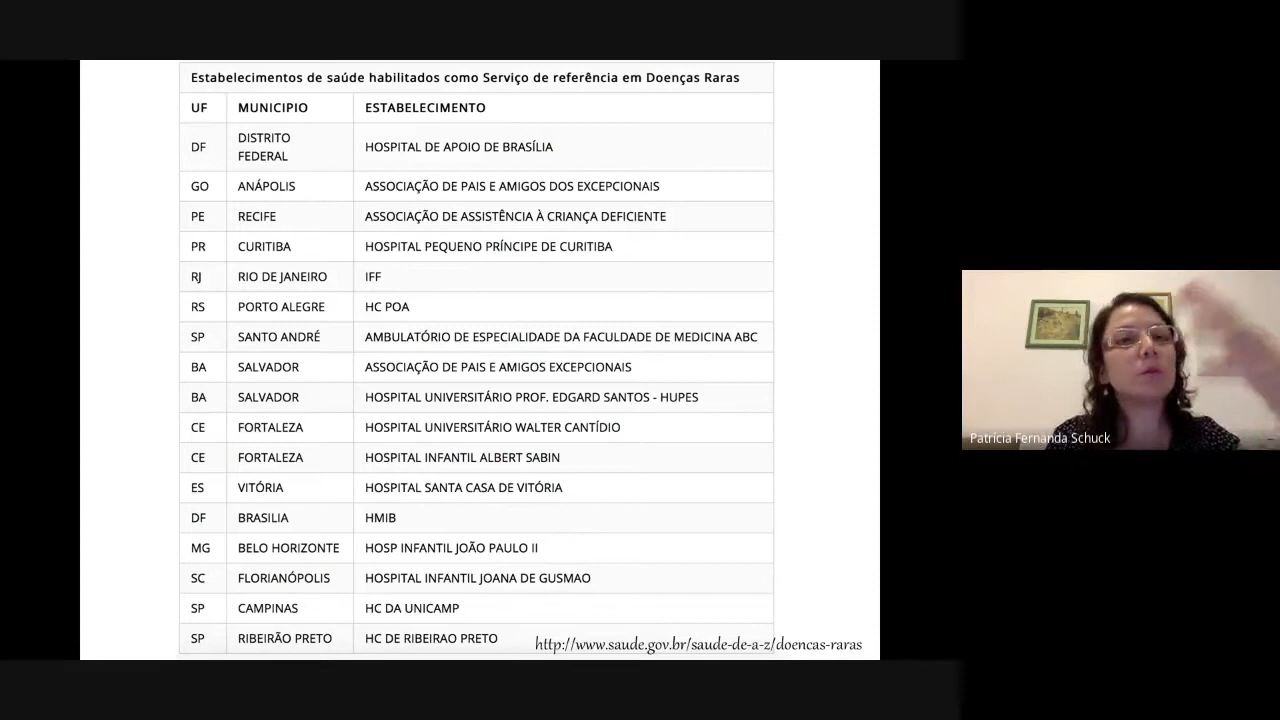 Estabelecimentos de saúde habilitados como Serviço de referência em Doenças Raras
UF MUNICIPIO ESTABELECIMENTO
DF DISTRITO FEDERAL HOSPITAL DE APOIO DE BRASÍLIA
GO ANÁPOLIS ASSOCIAÇÃO DE PAIS E AMIGOS DOS EXCEPCIONAIS
PE RECIFE ASSOCIAÇÃO DE ASSISTÊNCIA À CRIANÇA DEFICIENTE
PR CURITIBA HOSPITAL PEQUENO PRÍNCIPE DE CURITIBA
RJ RIO DE JANEIRO IFF
RS PORTO ALEGRE HC POA
SP SANTO ANDRÉ AMBULATÓRIO DE ESPECIALIDADE DA FACULDADE DE MEDICINA ABC
BA SALVADOR ASSOCIAÇÃO DE PAIS E AMIGOS EXCEPCIONAIS
BA SALVADOR HOSPITAL UNIVERSITÁRIO PROF. EDGARD SANTOS - HUPES
CE FORTALEZA HOSPITAL UNIVERSITÁRIO WALTER CANTÍDIO
CE FORTALEZA HOSPITAL INFANTIL ALBERT SABIN
ES VITÓRIA HOSPITAL SANTA CASA DE VITÓRIA
DF BRASILIA HMIB
MG BELO HORIZONTE HOSP INFANTIL JOÃO PAULO II
SC FLORIANÓPOLIS HOSPITAL INFANTIL JOANA DE GUSMAO
SP CAMPINAS HC DA UNICAMP
SP RIBEIRÃO PRETO HC DE RIBEIRAO PRETO
http://www.saude.gov.br/saude-de-a-z/doencas-raras
Patrícia Fernanda Schuck